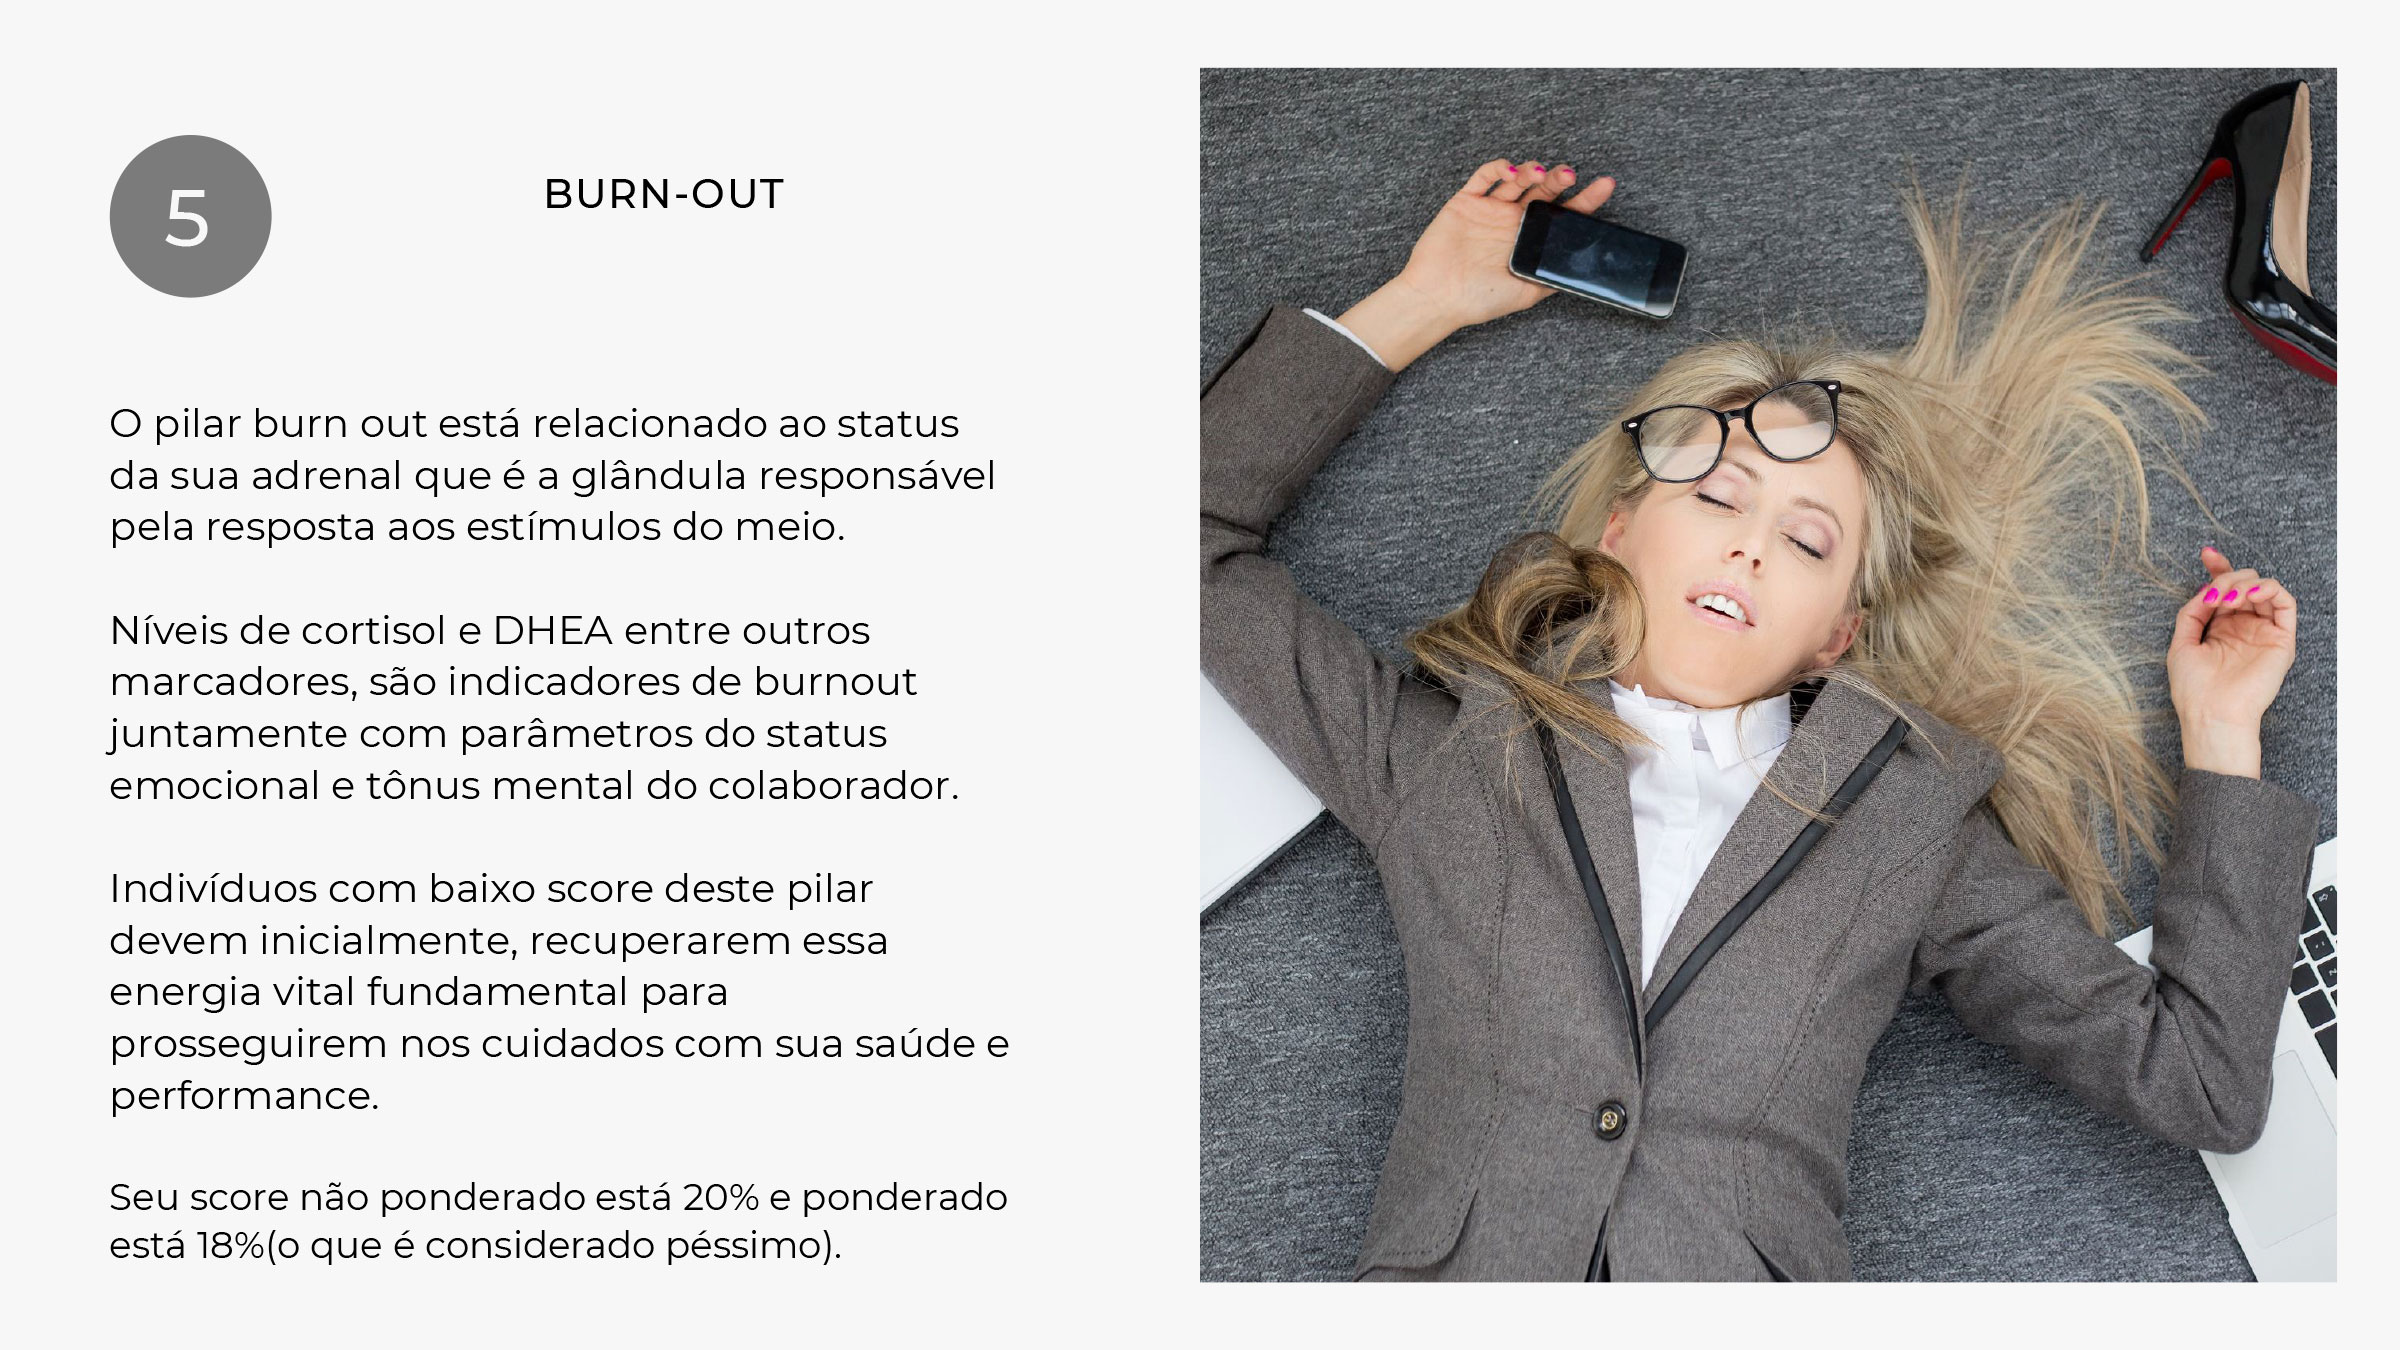 5
BURN-OUT
O pilar burn out está relacionado ao status
da sua adrenal que é a glândula responsável
pela resposta aos estímulos do meio.
Níveis de cortisol e DHEA entre outros
marcadores, são indicadores de burnout
juntamente com parâmetros do status
emocional e tônus mental do colaborador.
Indivíduos com baixo score deste pilar
devem inicialmente, recuperarem essa
energia vital fundamental para
prosseguirem nos cuidados com sua saúde e
performance.
Seu score não ponderado está 20% e ponderado
está 18%(o que é considerado péssimo).